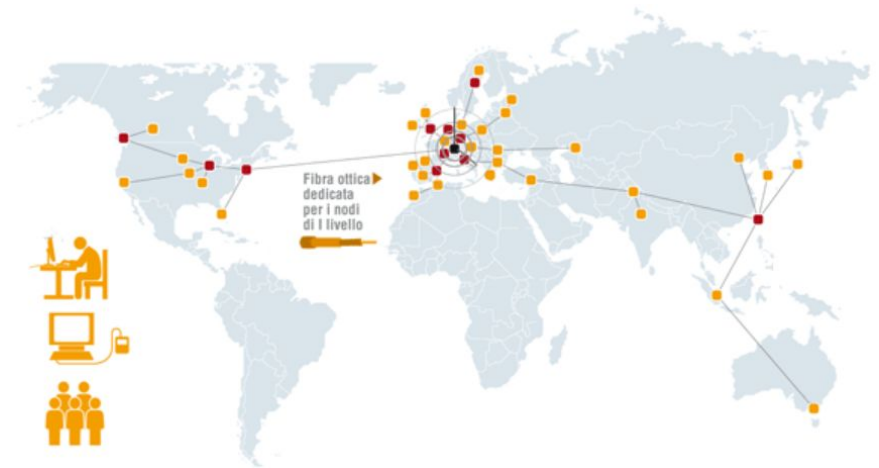 Fibra ottica
dedicata
per i nodi
di I livello